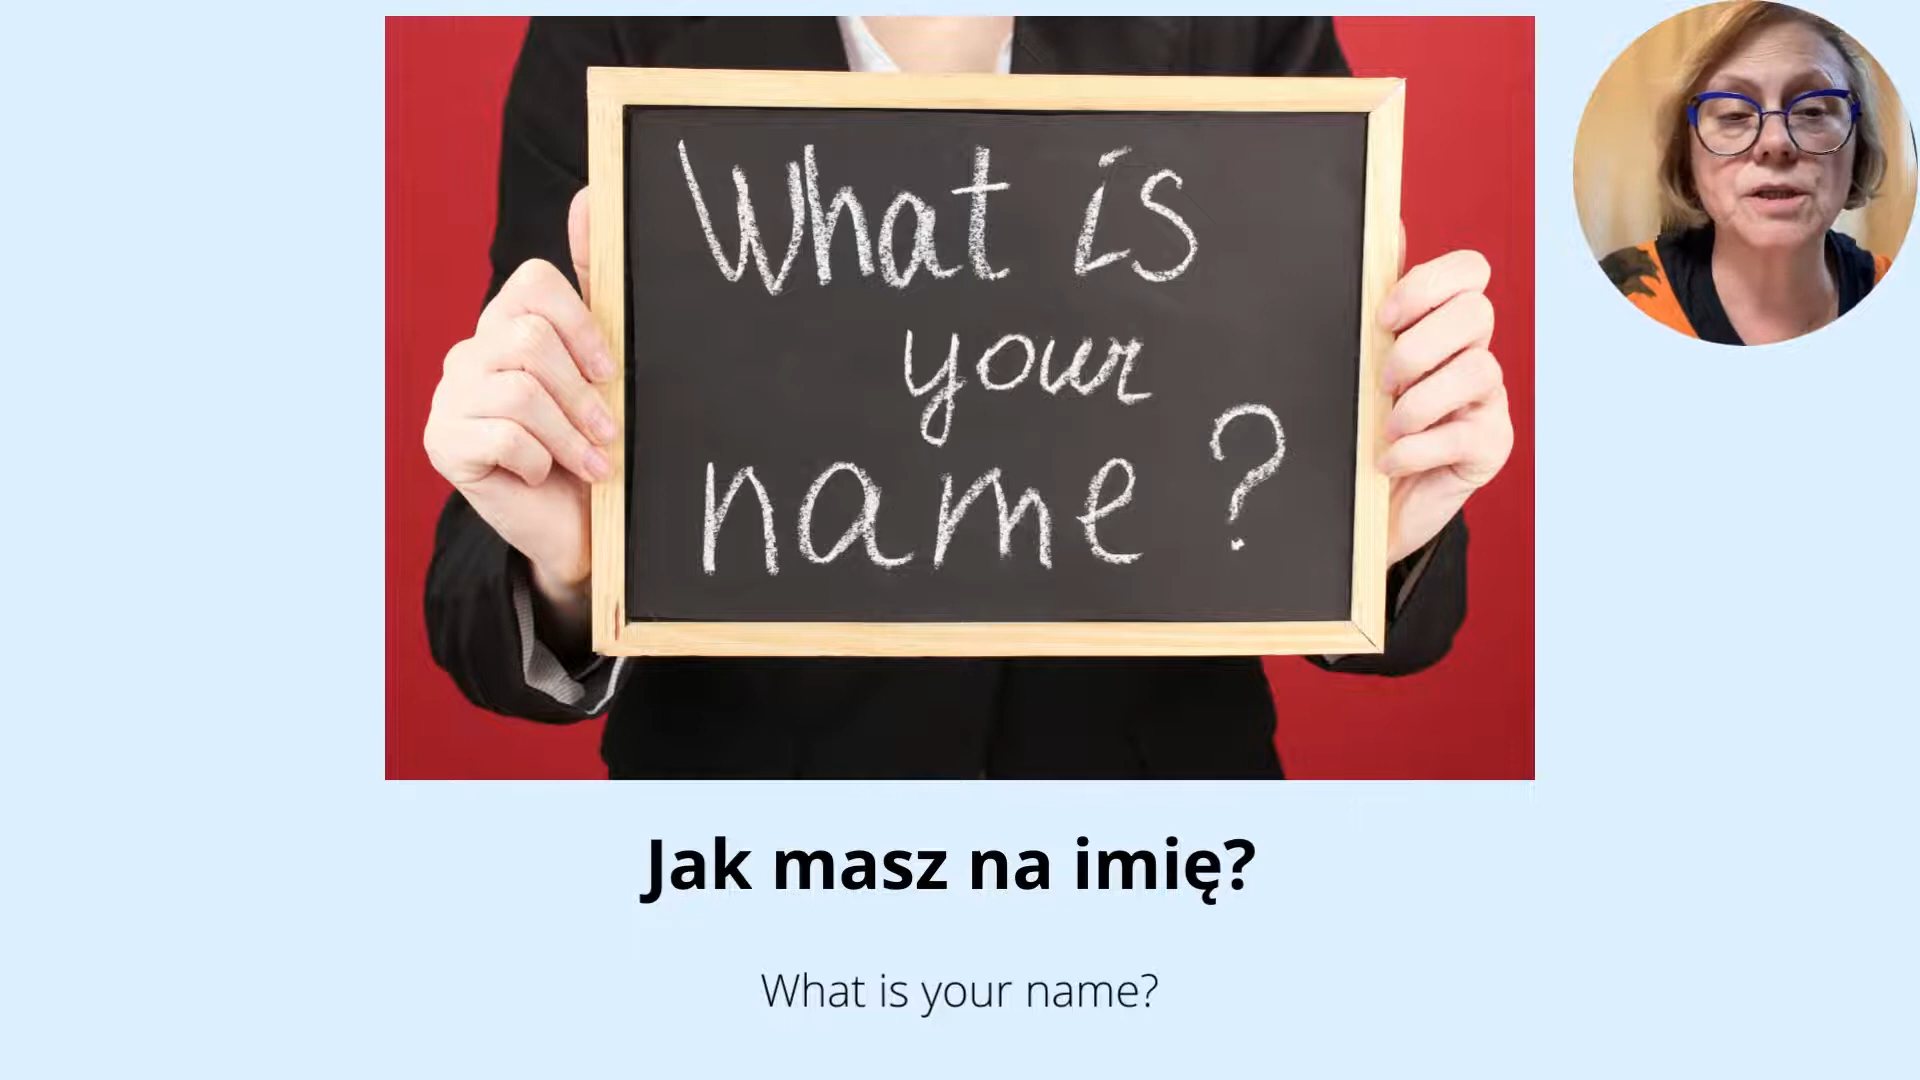 What is
your
name?
Jak masz na imię?
What is your name?